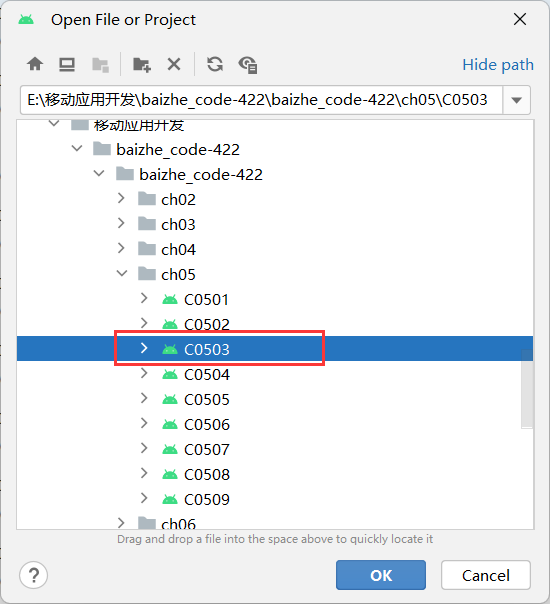 Open File or Project
Hide path
E:\移动应用开发\baizhe_code-422\baizhe_code-422\ch05\C0503
移动应用开发
baizhe_code-422
baizhe_code-422
ch02
ch03
ch04
ch05
C0501
C0502
C0503
C0504
C0505
C0506
C0507
C0508
C0509
ch06
Drag and drop a file into the space above to quickly locate it
?
OK
Cancel